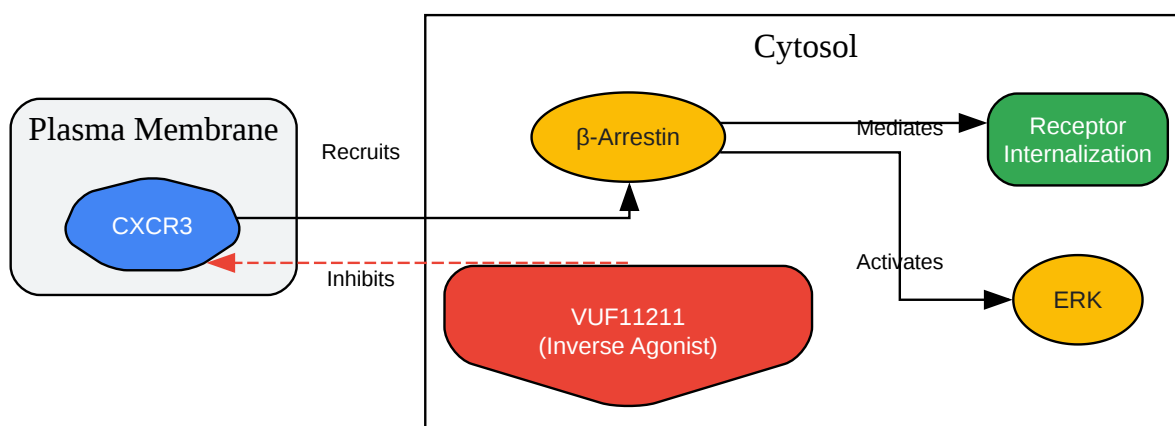 Cytosol
Plasma Membrane
CXCR3
Recruits
β-Arrestin
Mediates
Receptor
Internalization
Inhibits
VUF11211
(Inverse Agonist)
Activates
ERK